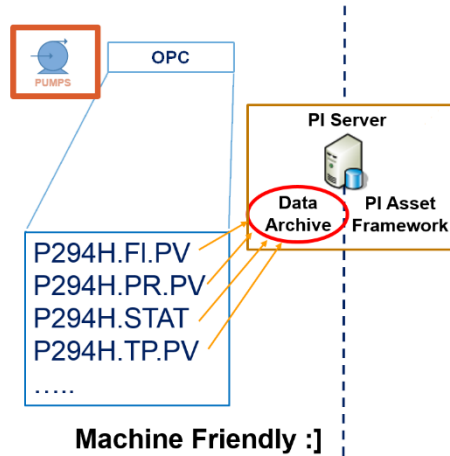 PUMPS
OPC
PI Server
Data
Archive
PI Asset
Framework
P294H.FI.PV
P294H.PR.PV
P294H.STAT
P294H.TP.PV
.....
Machine Friendly :]